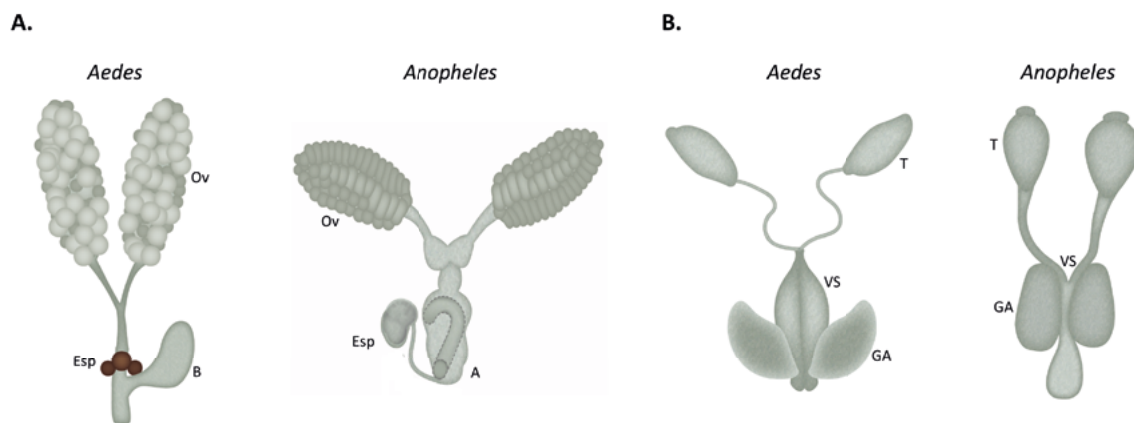 A.
B.
Aedes
Anopheles
Aedes
Anopheles
Ov
Esp
B
Ov
Esp
A
T
VS
GA
T
VS
GA